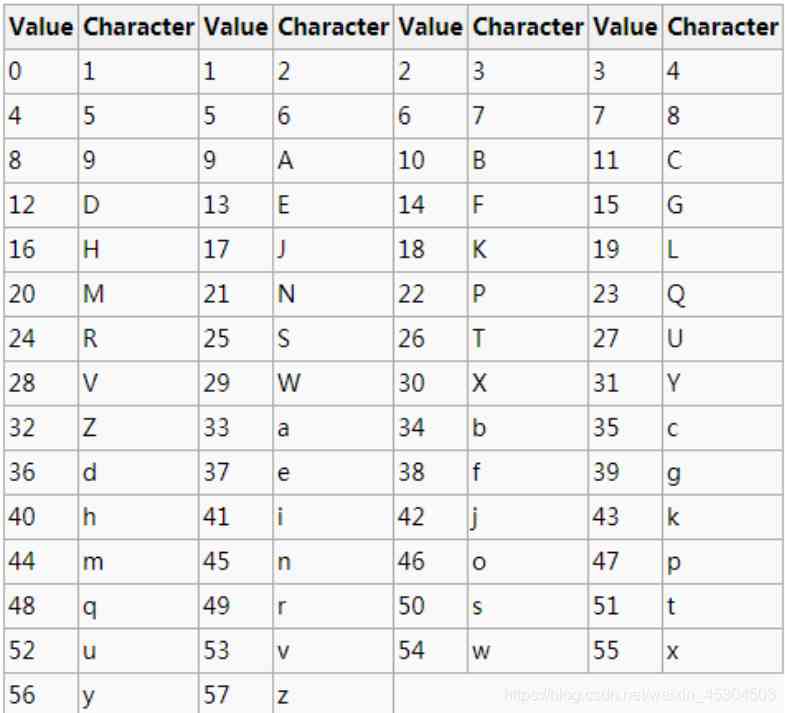 Value Character Value Character Value Character Value Character
0 1 1 2 2 3 3 4
4 5 5 6 6 7 7 8
8 9 9 A 10 B 11 C
12 D 13 E 14 F 15 G
16 H 17 J 18 K 19 L
20 M 21 N 22 P 23 Q
24 R 25 S 26 T 27 U
28 V 29 W 30 X 31 Y
32 Z 33 a 34 b 35 c
36 d 37 e 38 f 39 g
40 h 41 i 42 j 43 k
44 m 45 n 46 o 47 p
48 q 49 r 50 s 51 t
52 u 53 v 54 w 55 x
56 y 57 z
https://blog.csdn.net/weixin_45304503